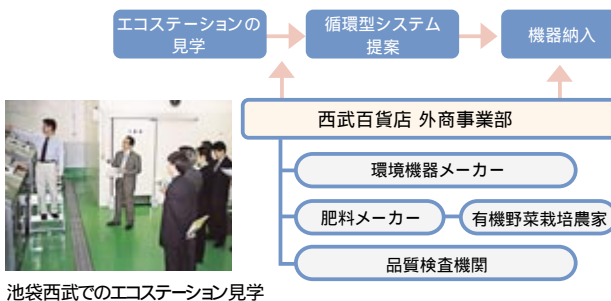 エコステーションの
見学
循環型システム
提案
機器納入
西武百貨店 外商事業部
環境機器メーカー
肥料メーカー
有機野菜栽培農家
品質検査機関
池袋西武でのエコステーション見学